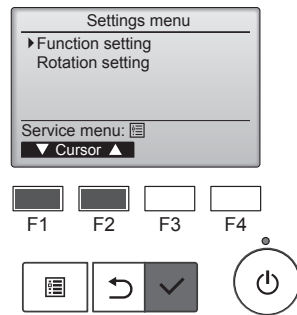 Settings menu
Function setting
Rotation setting
Service menu:
▼ Cursor ▲
F1 F2 F3 F4